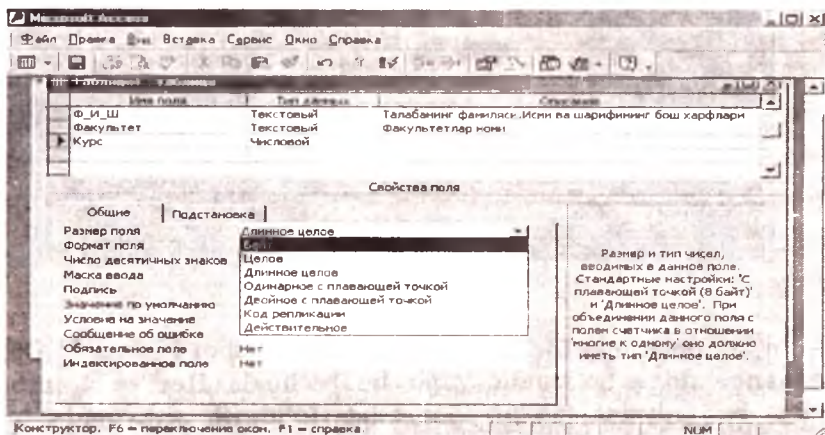 Microsoft Access
Файл Правка Вид Вставка Сервис Окно Справка
Таблица1 : таблица
Имя поля Тип данных Описание
Ф_И_Ш Текстовый Талабанинг фамиляси.Исми ва шарифининг бош харфлари
Факультет Текстовый Факультетлар номи
Курс Числовой
Свойства поля
Общие Подстановка
Размер поля Длинное целое
Формат поля Байт
Число десятичных знаков Целое
Маска ввода Длинное целое
Подпись Одинарное с плавающей точкой
Значение по умолчанию Двойное с плавающей точкой
Условие на значение Код репликации
Сообщение об ошибке Действительное
Обязательное поле Нет
Индексированное поле Нет
Размер и тип чисел,
вводимых в данное поле.
Стандартные настройки: 'С
плавающей точкой (8 байт)'
и 'Длинное целое'. При
объединении данного поля с
полем счетчика в отношении
'многие к одному' оно должно
иметь тип 'Длинное целое'.
Конструктор. F6 = переключение окон. F1 = справка. NUM